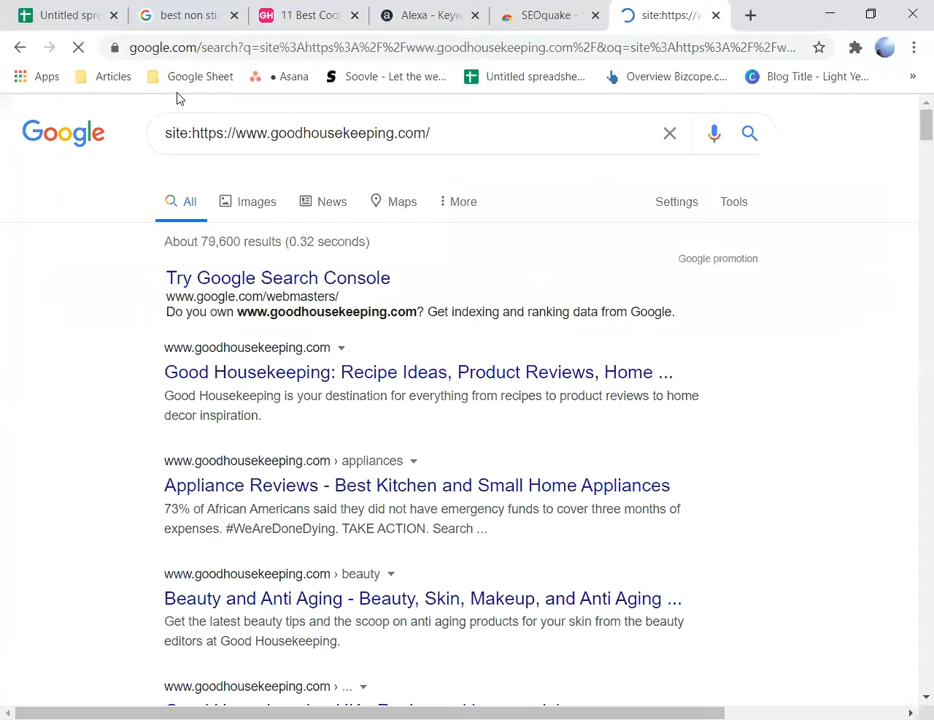 Untitled spre
best non sti
11 Best Coo
Alexa - Keyw
SEOquake -
site:https://w
google.com/search?q=site%3Ahttps%3A%2F%2Fwww.goodhousekeeping.com%2F&oq=site%3Ahttps%3A%2F%2Fw...
Apps
Articles
Google Sheet
• Asana
Soovle - Let the we...
Untitled spreadshe...
Overview Bizcope.c...
Blog Title - Light Ye...
»
Google
site:https://www.goodhousekeeping.com/
All
Images
News
Maps
More
Settings
Tools
About 79,600 results (0.32 seconds)
Google promotion
Try Google Search Console
www.google.com/webmasters/
Do you own www.goodhousekeeping.com? Get indexing and ranking data from Google.
www.goodhousekeeping.com
Good Housekeeping: Recipe Ideas, Product Reviews, Home ...
Good Housekeeping is your destination for everything from recipes to product reviews to home
decor inspiration.
www.goodhousekeeping.com › appliances
Appliance Reviews - Best Kitchen and Small Home Appliances
73% of African Americans said they did not have emergency funds to cover three months of
expenses. #WeAreDoneDying. TAKE ACTION. Search ...
www.goodhousekeeping.com › beauty
Beauty and Anti Aging - Beauty, Skin, Makeup, and Anti Aging ...
Get the latest beauty tips and the scoop on anti aging products for your skin from the beauty
editors at Good Housekeeping.
www.goodhousekeeping.com › ...